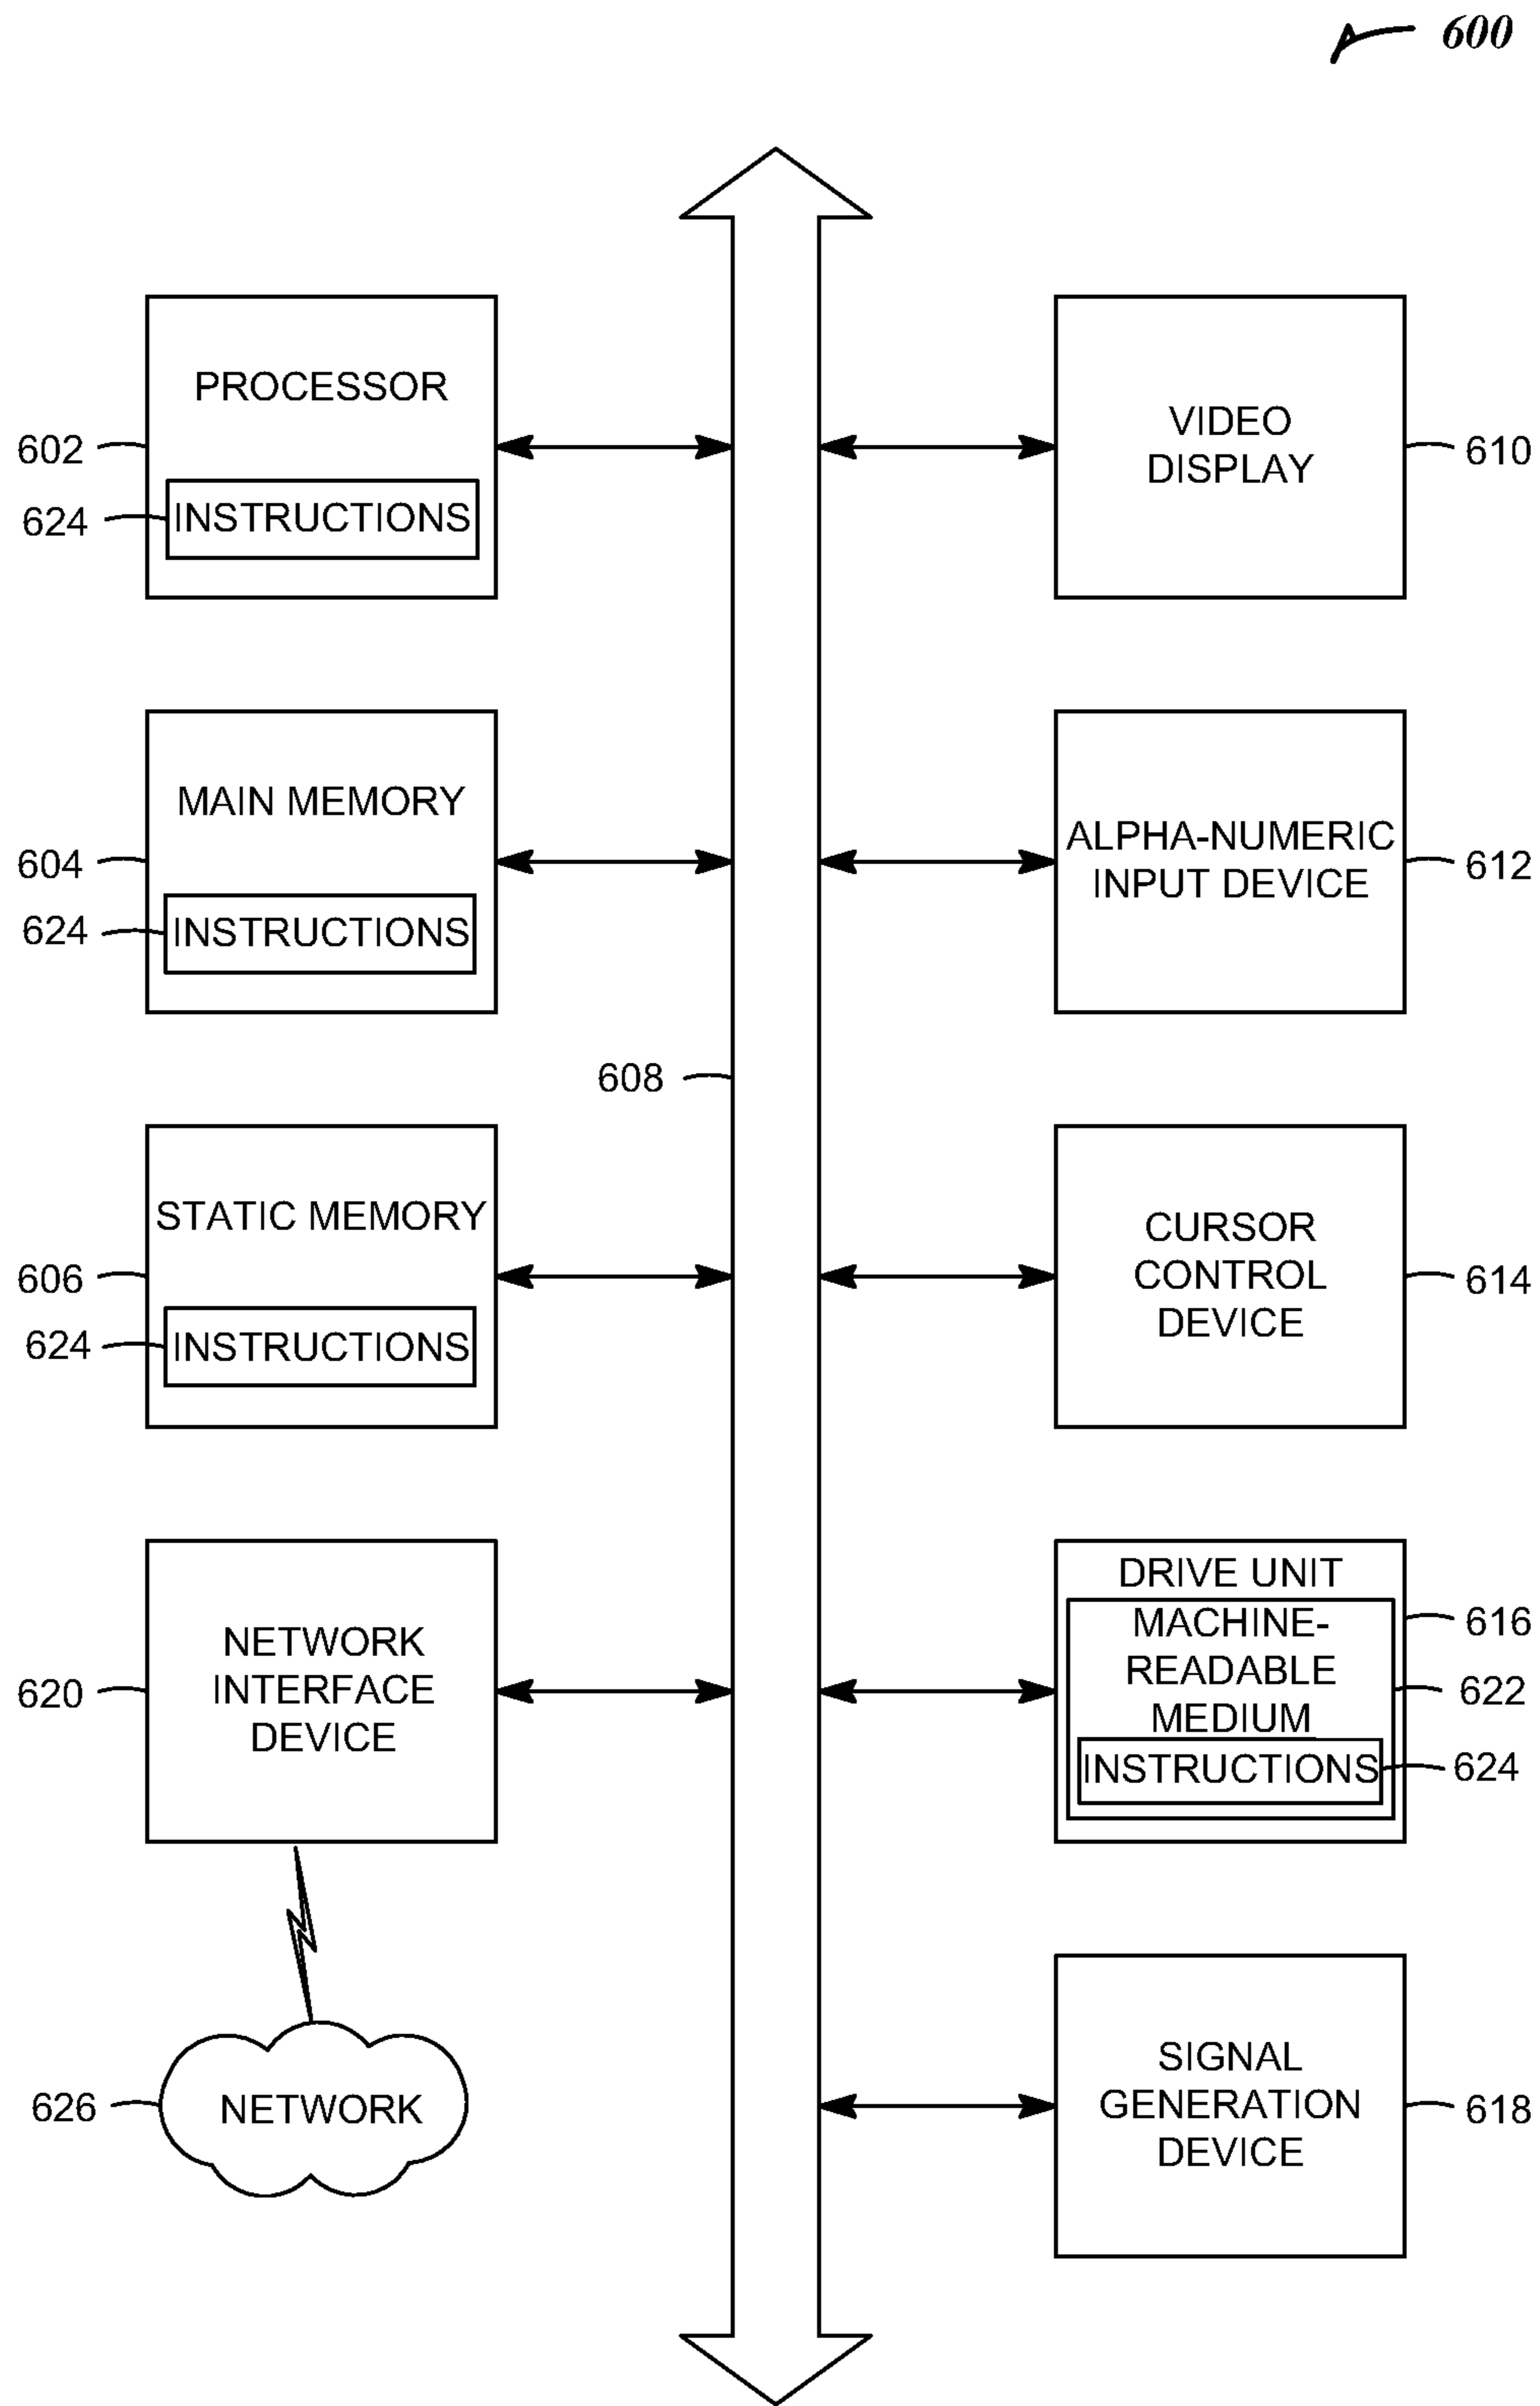 600
PROCESSOR
602
624
INSTRUCTIONS
VIDEO
DISPLAY
610
MAIN MEMORY
604
624
INSTRUCTIONS
ALPHA-NUMERIC
INPUT DEVICE
612
608
STATIC MEMORY
606
624
INSTRUCTIONS
CURSOR
CONTROL
DEVICE
614
NETWORK
INTERFACE
DEVICE
620
DRIVE UNIT
616
MACHINE-
READABLE
MEDIUM
622
INSTRUCTIONS
624
626
NETWORK
SIGNAL
GENERATION
DEVICE
618